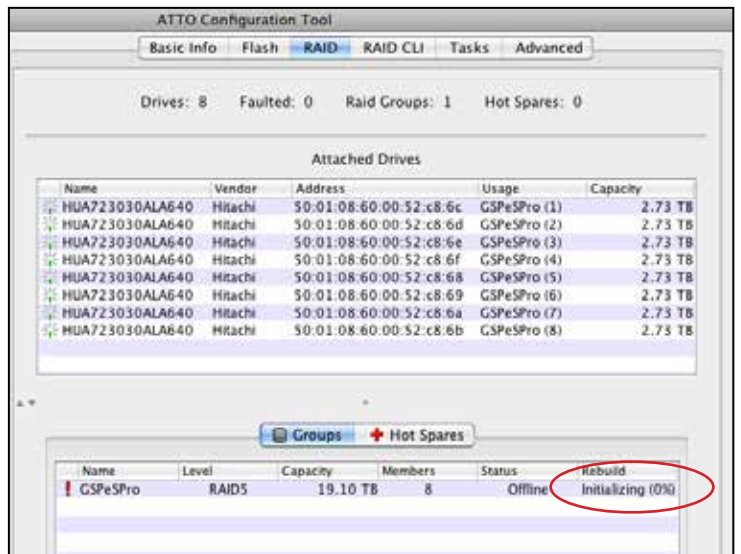 ATTO Configuration Tool
Basic Info Flash RAID RAID CLI Tasks Advanced
Drives: 8 Faulted: 0 Raid Groups: 1 Hot Spares: 0
Attached Drives
Name Vendor Address Usage Capacity
HUA723030ALA640 Hitachi 50:01:08:60:00:52:c8:6c GSPeSPro (1) 2.73 TB
HUA723030ALA640 Hitachi 50:01:08:60:00:52:c8:6d GSPeSPro (2) 2.73 TB
HUA723030ALA640 Hitachi 50:01:08:60:00:52:c8:6e GSPeSPro (3) 2.73 TB
HUA723030ALA640 Hitachi 50:01:08:60:00:52:c8:6f GSPeSPro (4) 2.73 TB
HUA723030ALA640 Hitachi 50:01:08:60:00:52:c8:68 GSPeSPro (5) 2.73 TB
HUA723030ALA640 Hitachi 50:01:08:60:00:52:c8:69 GSPeSPro (6) 2.73 TB
HUA723030ALA640 Hitachi 50:01:08:60:00:52:c8:6a GSPeSPro (7) 2.73 TB
HUA723030ALA640 Hitachi 50:01:08:60:00:52:c8:6b GSPeSPro (8) 2.73 TB
Groups Hot Spares
Name Level Capacity Members Status Rebuild
GSPeSPro RAID5 19.10 TB 8 Offline Initializing (0%)